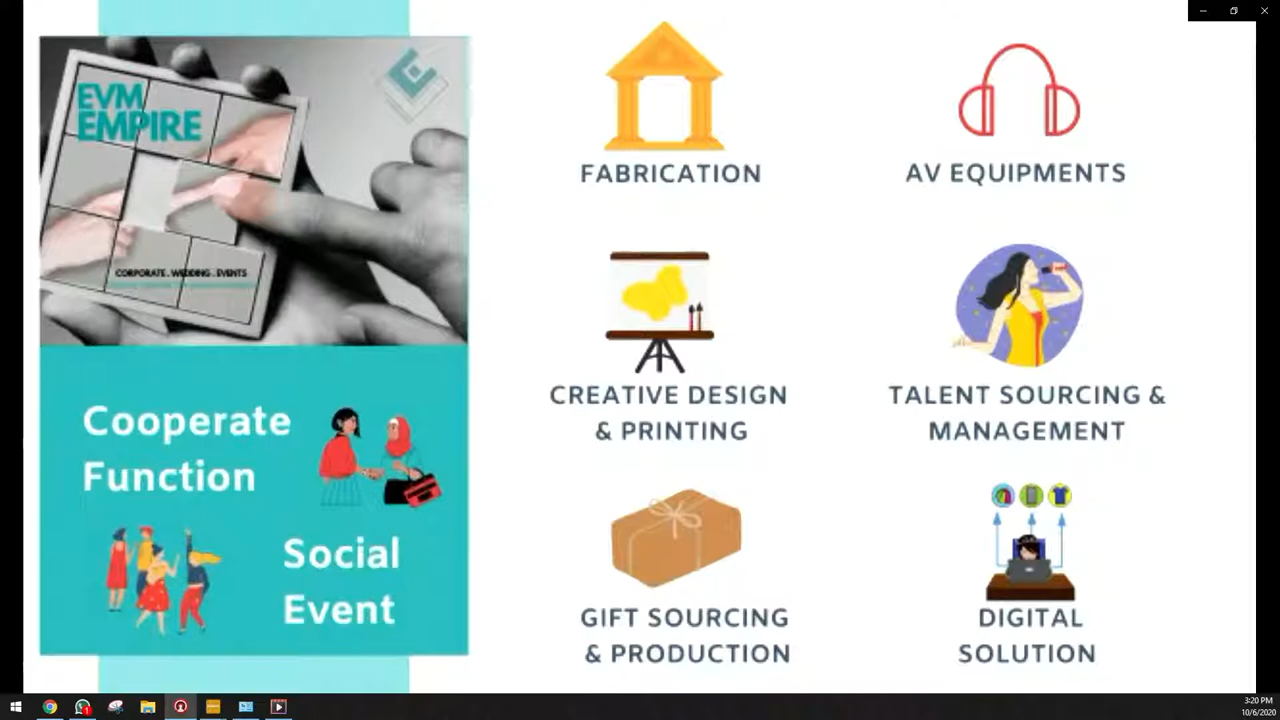 EVM
EMPIRE
CORPORATE . WEDDING . EVENTS
Cooperate
Function
Social
Event
FABRICATION
AV EQUIPMENTS
CREATIVE DESIGN
& PRINTING
TALENT SOURCING &
MANAGEMENT
GIFT SOURCING
& PRODUCTION
DIGITAL
SOLUTION
3:20 PM
10/6/2020